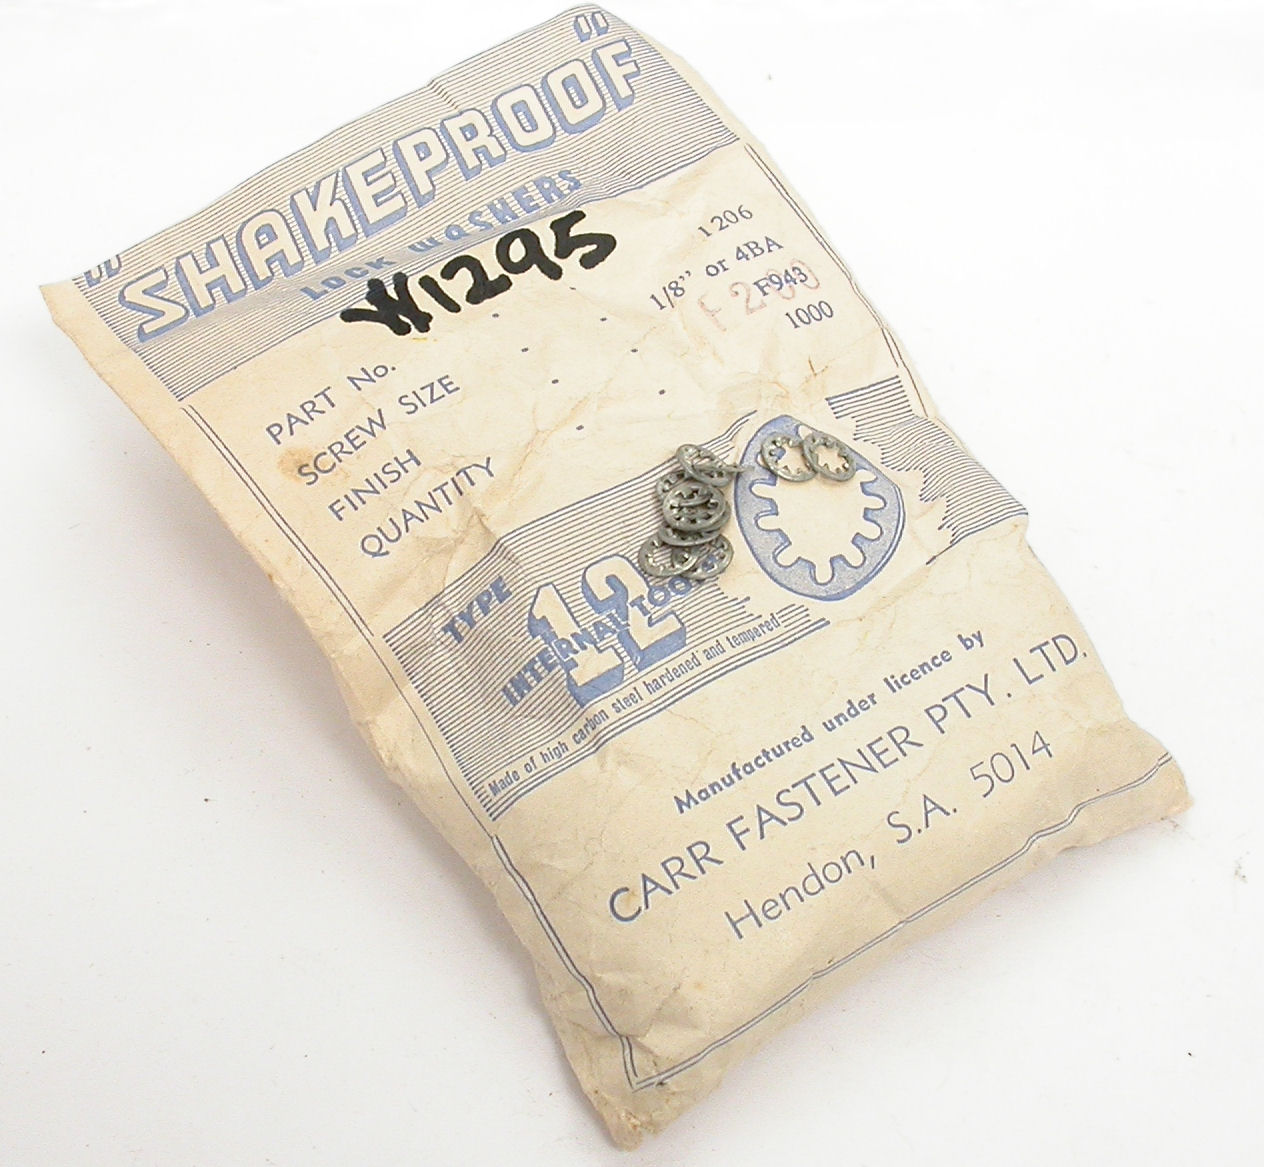 "SHAKEPROOF"
LOCK WASHERS
W1295
PART No. 1206
SCREW SIZE 1/8" or 4BA
FINISH F943
F200
QUANTITY 1000
TYPE 12
INTERNAL TOOTH
Made of high carbon steel hardened and tempered
Manufactured under licence by
CARR FASTENER PTY. LTD.
Hendon, S.A. 5014